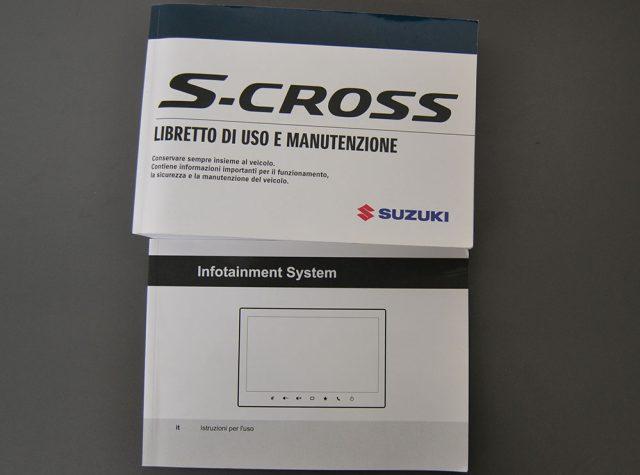 S-CROSS
LIBRETTO DI USO E MANUTENZIONE
Conservare sempre insieme al veicolo.
Contiene informazioni importanti per il funzionamento,
la sicurezza e la manutenzione del veicolo.
SUZUKI
Infotainment System
it Istruzioni per l'uso